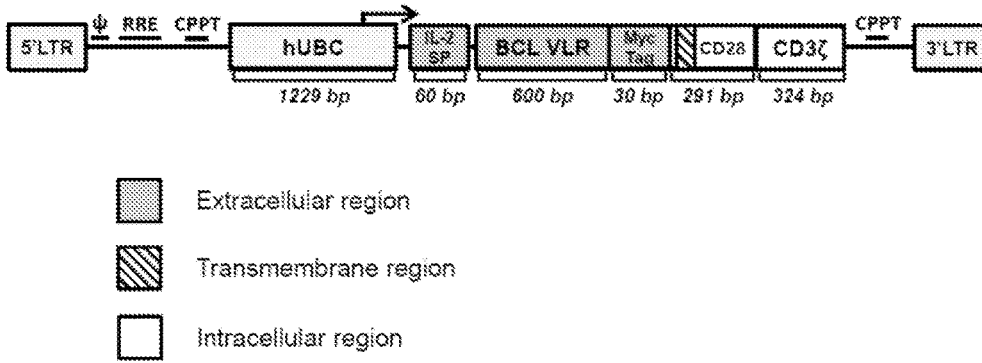 ψ RRE CPPT CPPT
5'LTR hUBC IL-2 SP BCL VLR Myc Tag CD28 CD3ζ 3'LTR
1229 bp 60 bp 600 bp 30 bp 291 bp 324 bp
Extracellular region
Transmembrane region
Intracellular region